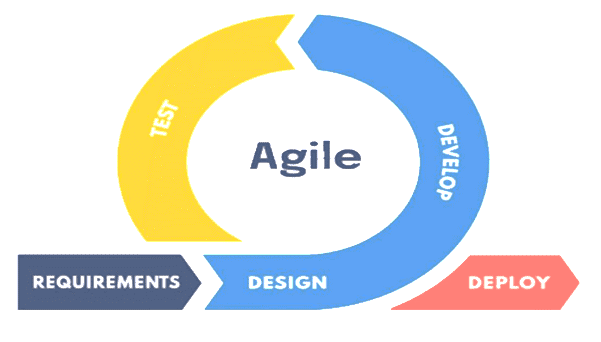 Agile
TEST
DEVELOP
REQUIREMENTS
DESIGN
DEPLOY